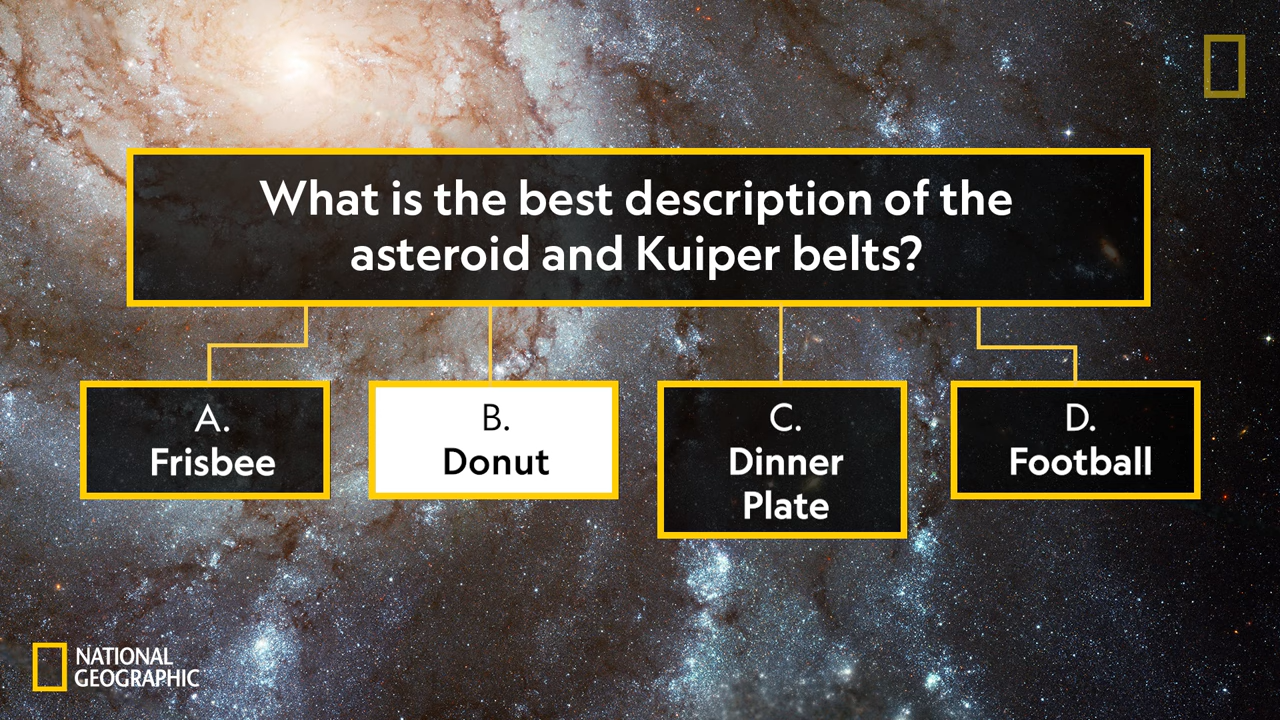 What is the best description of the
asteroid and Kuiper belts?
A.
Frisbee
B.
Donut
C.
Dinner
Plate
D.
Football
NATIONAL
GEOGRAPHIC